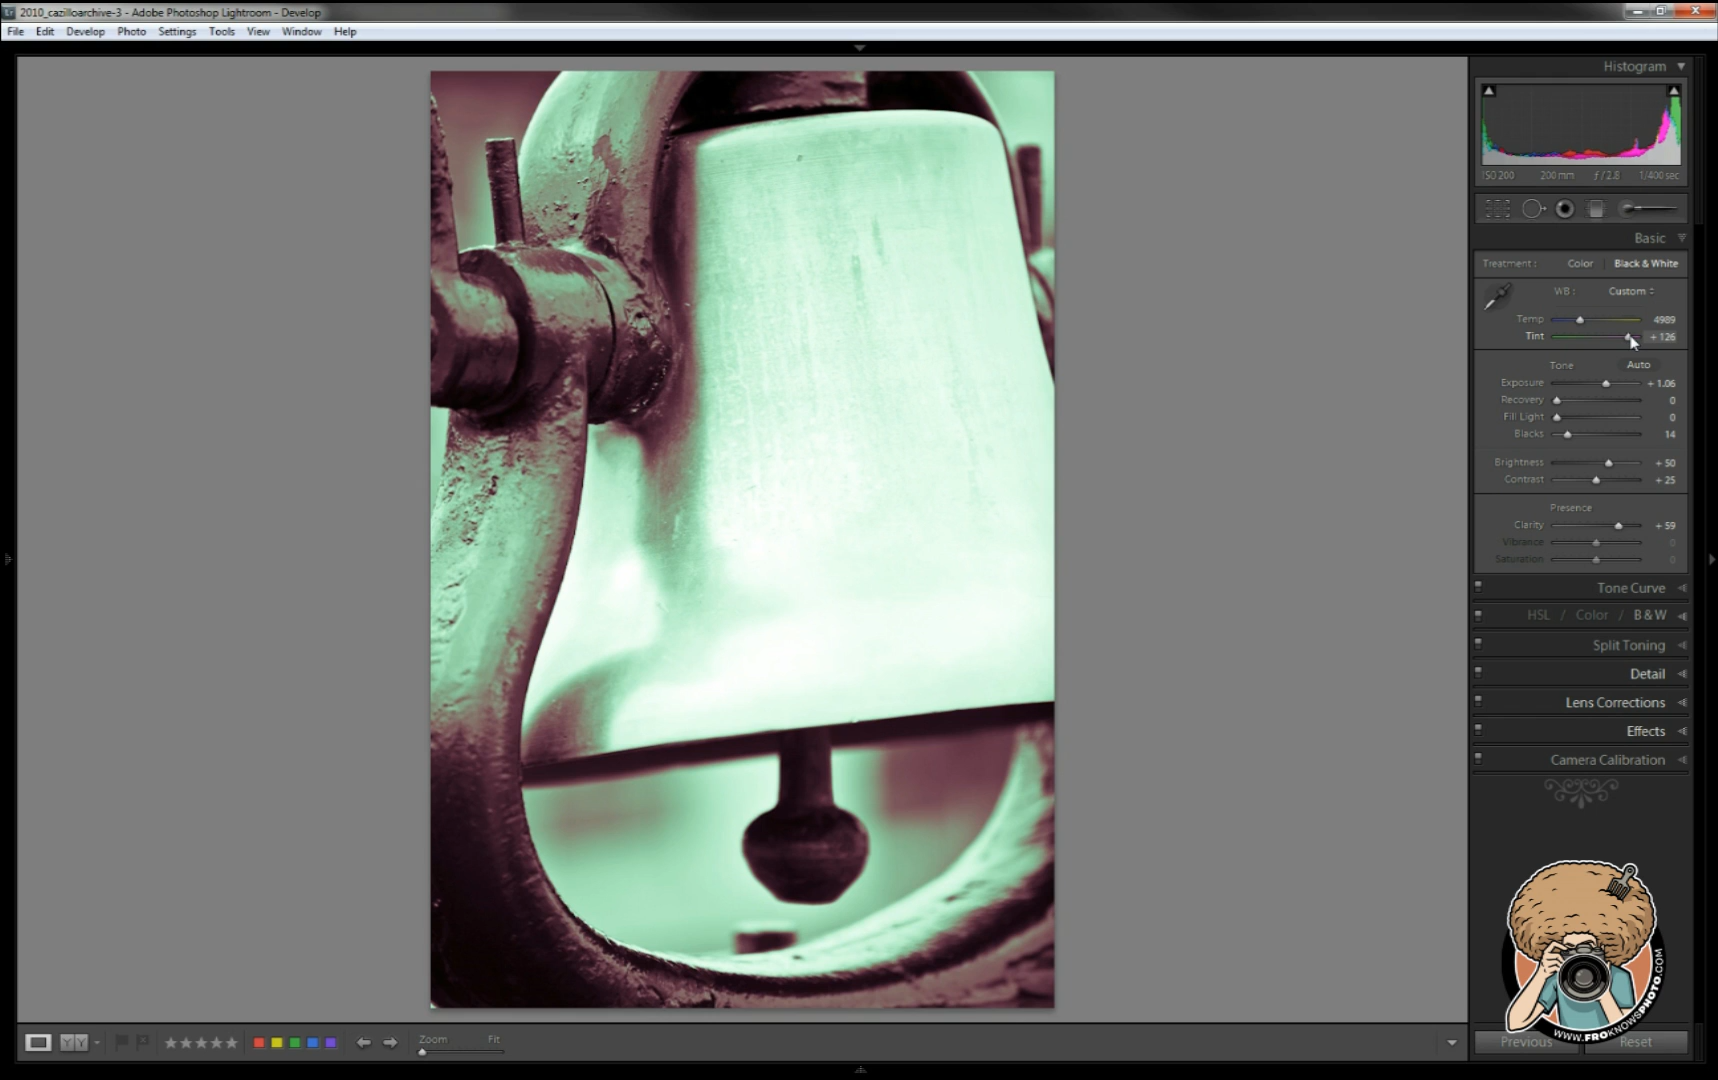 2010_cazilloarchive-3 - Adobe Photoshop Lightroom - Develop
File Edit Develop Photo Settings Tools View Window Help
Histogram
ISO 200 200 mm f / 2.8 1/400 sec
Basic
Treatment : Color Black & White
WB : Custom
Temp 4989
Tint + 126
Tone Auto
Exposure + 1.06
Recovery 0
Fill Light 0
Blacks 14
Brightness + 50
Contrast + 25
Presence
Clarity + 59
Vibrance 0
Saturation 0
Tone Curve
HSL / Color / B & W
Split Toning
Detail
Lens Corrections
Effects
Camera Calibration
WWW.FROKNOWSPHOTO.COM
Zoom Fit
Previous Reset